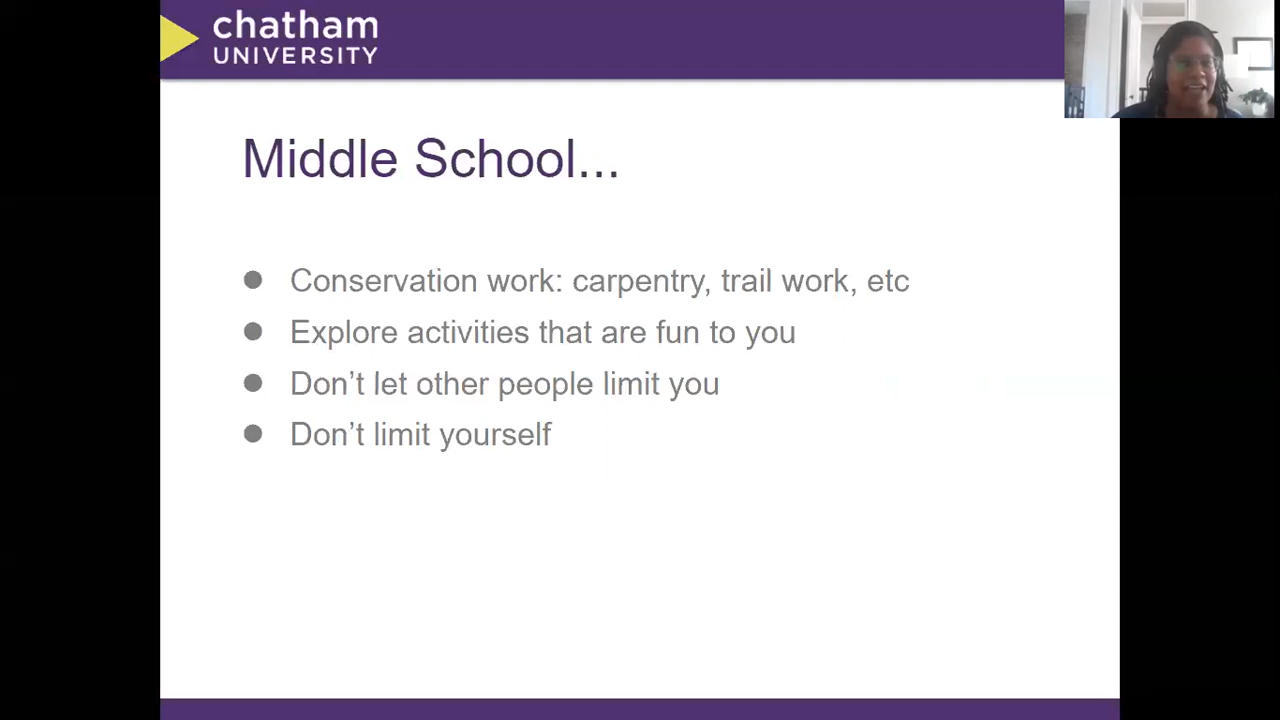 chatham
UNIVERSITY
Middle School...
Conservation work: carpentry, trail work, etc
Explore activities that are fun to you
Don’t let other people limit you
Don’t limit yourself